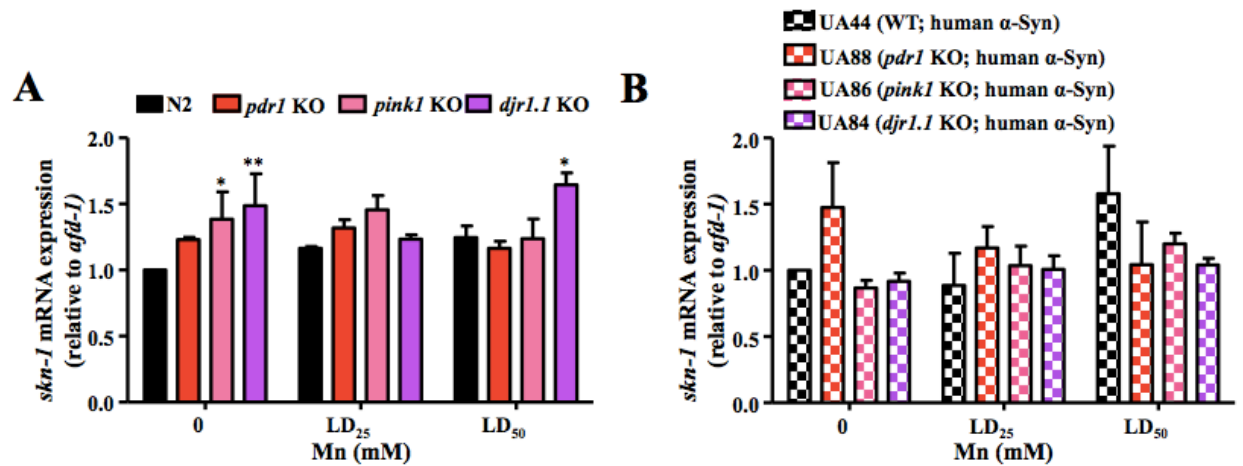 A
N2 pdr1 KO pink1 KO djr1.1 KO
skn-1 mRNA expression
(relative to afd-1)
2.0
1.5
1.0
0.5
0.0
* ** *
0 LD25 LD50
Mn (mM)
B
UA44 (WT; human α-Syn)
UA88 (pdr1 KO; human α-Syn)
UA86 (pink1 KO; human α-Syn)
UA84 (djr1.1 KO; human α-Syn)
skn-1 mRNA expression
(relative to afd-1)
2.0
1.5
1.0
0.5
0.0
0 LD25 LD50
Mn (mM)